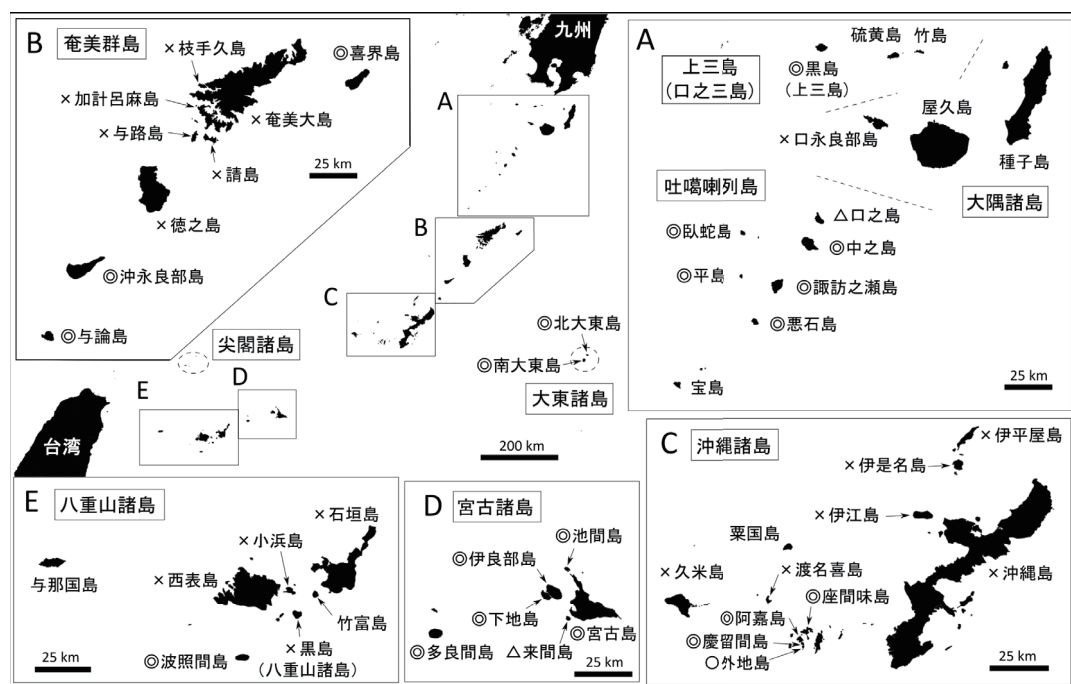 B
奄美群島
×枝手久島
◎喜界島
×加計呂麻島
×奄美大島
×与路島
×請島
25 km
×徳之島
◎沖永良部島
◎与論島
九州
A
B
C
D
E
尖閣諸島
◎北大東島
◎南大東島
大東諸島
台湾
200 km
A
上三島
(口之三島)
硫黄島
竹島
◎黒島
(上三島)
屋久島
×口永良部島
種子島
吐噶喇列島
大隅諸島
△口之島
◎臥蛇島
◎中之島
◎平島
◎諏訪之瀬島
◎悪石島
宝島
25 km
E
八重山諸島
×石垣島
×小浜島
与那国島
×西表島
竹富島
×黒島
(八重山諸島)
◎波照間島
25 km
D
宮古諸島
◎池間島
◎伊良部島
◎下地島
◎宮古島
◎多良間島
△来間島
25 km
C
沖縄諸島
×伊平屋島
×伊是名島
×伊江島
粟国島
×久米島
×渡名喜島
×沖縄島
◎座間味島
◎阿嘉島
◎慶留間島
○外地島
25 km